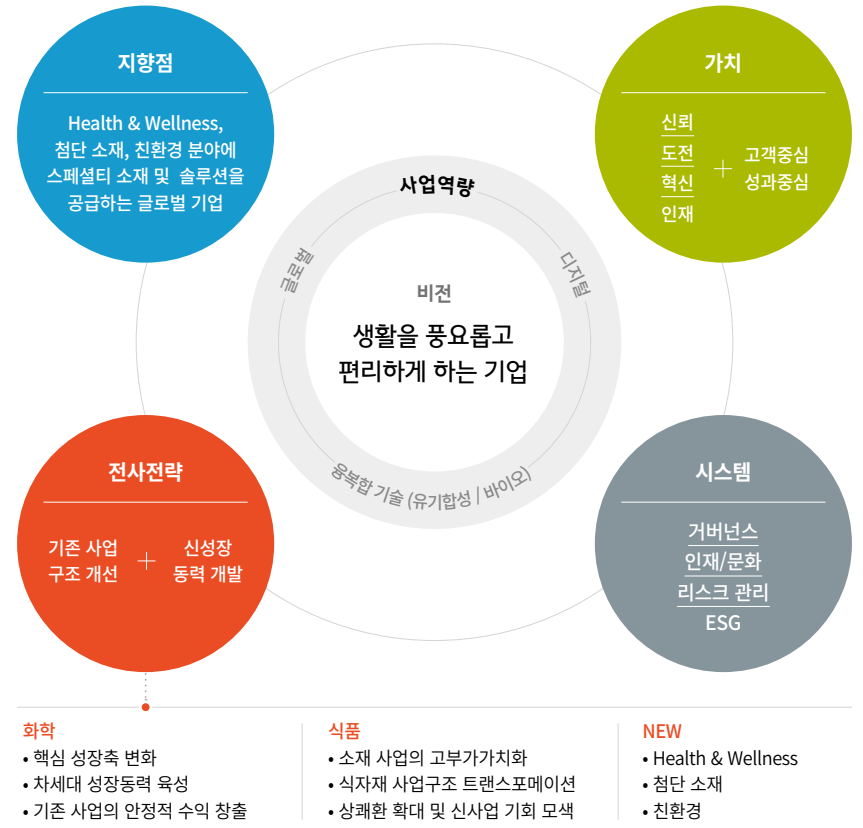 지향점
Health & Wellness,
첨단 소재, 친환경 분야에
스페셜티 소재 및 솔루션을
공급하는 글로벌 기업
가치
신뢰
도전
혁신
인재
+
고객중심
성과중심
사업역량
글로벌
디지털
융복합 기술 (유기합성 / 바이오)
비전
생활을 풍요롭고
편리하게 하는 기업
전사전략
기존 사업
구조 개선
+
신성장
동력 개발
시스템
거버넌스
인재/문화
리스크 관리
ESG
화학
• 핵심 성장축 변화
• 차세대 성장동력 육성
• 기존 사업의 안정적 수익 창출
식품
• 소재 사업의 고부가가치화
• 식자재 사업구조 트랜스포메이션
• 상쾌환 확대 및 신사업 기회 모색
NEW
• Health & Wellness
• 첨단 소재
• 친환경